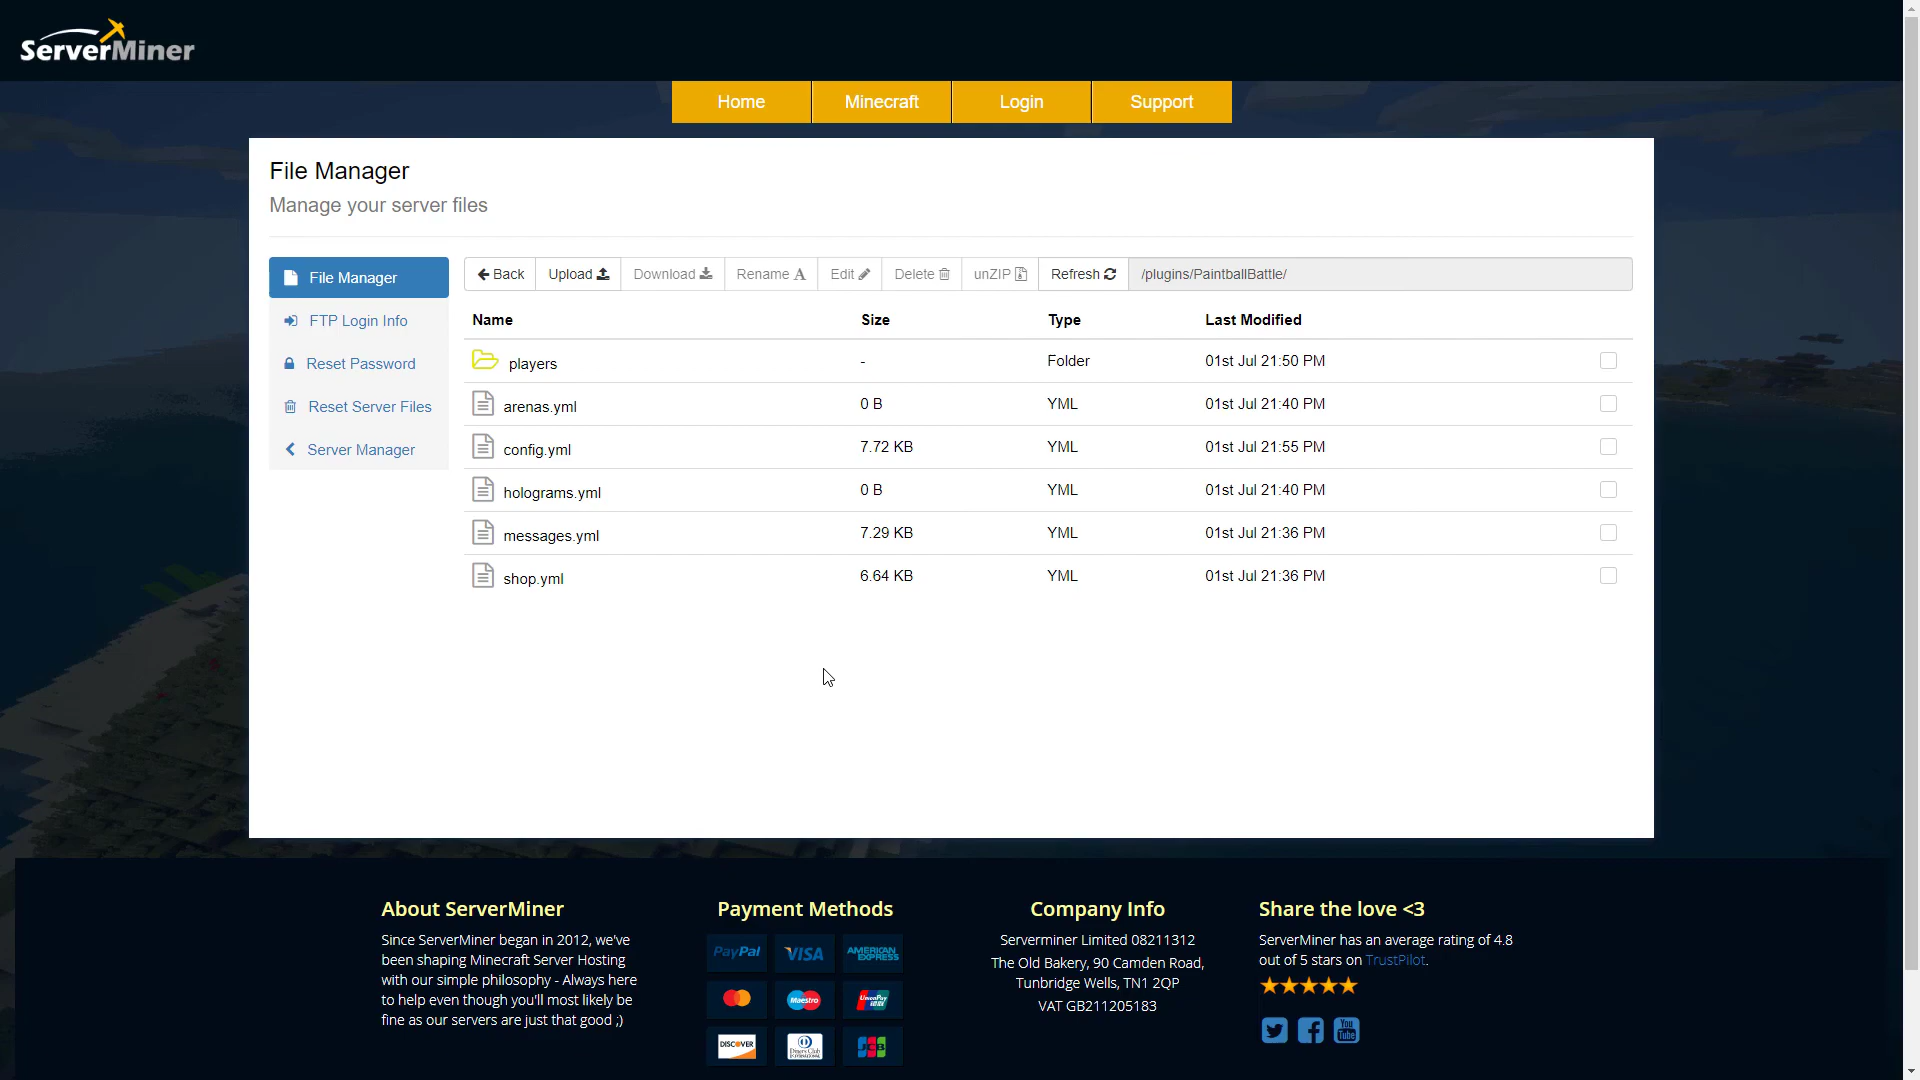 ServerMiner
Home
Minecraft
Login
Support
File Manager
Manage your server files
File Manager
FTP Login Info
Reset Password
Reset Server Files
Server Manager
Back
Upload
Download
Rename
Edit
Delete
unZIP
Refresh
/plugins/PaintballBattle/
Name Size Type Last Modified
players - Folder 01st Jul 21:50 PM
arenas.yml 0 B YML 01st Jul 21:40 PM
config.yml 7.72 KB YML 01st Jul 21:55 PM
holograms.yml 0 B YML 01st Jul 21:40 PM
messages.yml 7.29 KB YML 01st Jul 21:36 PM
shop.yml 6.64 KB YML 01st Jul 21:36 PM
About ServerMiner
Since ServerMiner began in 2012, we've
been shaping Minecraft Server Hosting
with our simple philosophy - Always here
to help even though you'll most likely be
fine as our servers are just that good ;)
Payment Methods
PayPal
VISA
AMERICAN
EXPRESS
Maestro
UnionPay
DISCOVER
Diners Club
INTERNATIONAL
JCB
Company Info
Serverminer Limited 08211312
The Old Bakery, 90 Camden Road,
Tunbridge Wells, TN1 2QP
VAT GB211205183
Share the love <3
ServerMiner has an average rating of 4.8
out of 5 stars on TrustPilot.
You
Tube